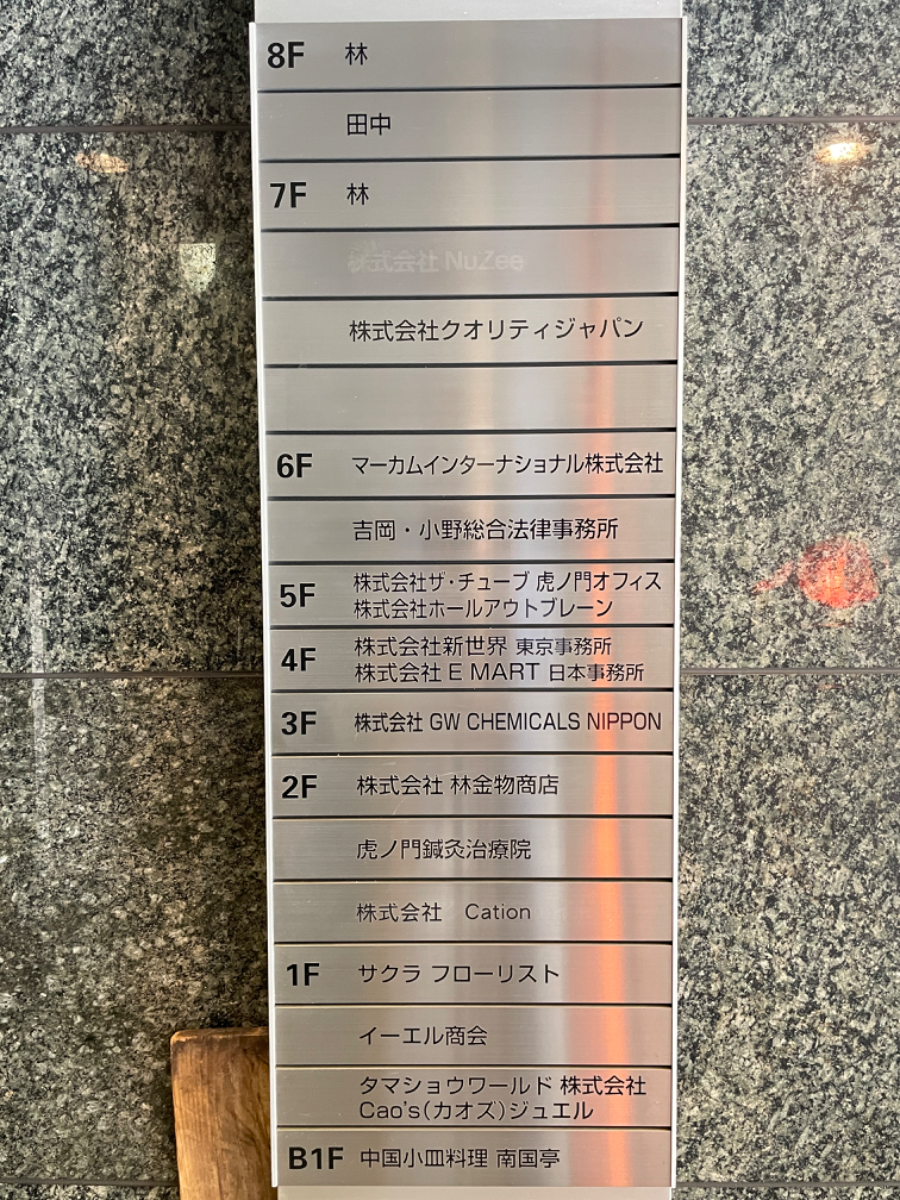 8F 林
田中
7F 林
株式会社 NuZee
株式会社クオリティジャパン
6F マーカムインターナショナル株式会社
吉岡・小野総合法律事務所
5F 株式会社ザ・チューブ 虎ノ門オフィス
株式会社ホールアウトブレーン
4F 株式会社新世界 東京事務所
株式会社 E MART 日本事務所
3F 株式会社 GW CHEMICALS NIPPON
2F 株式会社 林金物商店
虎ノ門鍼灸治療院
株式会社 Cation
1F サクラ フローリスト
イーエル商会
タマショウワールド 株式会社
Cao's(カオズ)ジュエル
B1F 中国小皿料理 南国亭